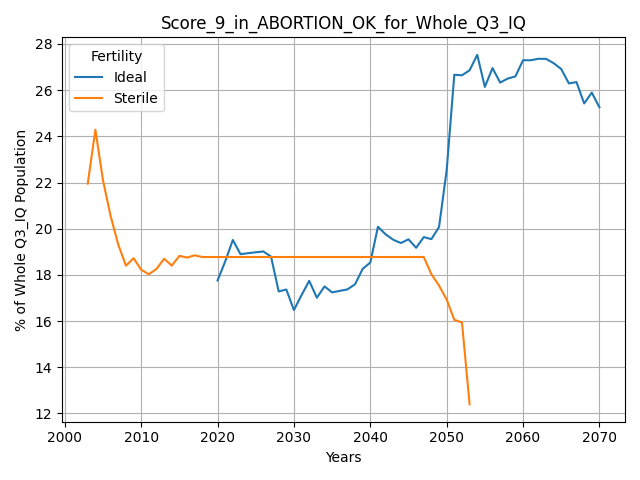 Score_9_in_ABORTION_OK_for_Whole_Q3_IQ
Fertility
Ideal
Sterile
% of Whole Q3_IQ Population
28
26
24
22
20
18
16
14
12
2000 2010 2020 2030 2040 2050 2060 2070
Years